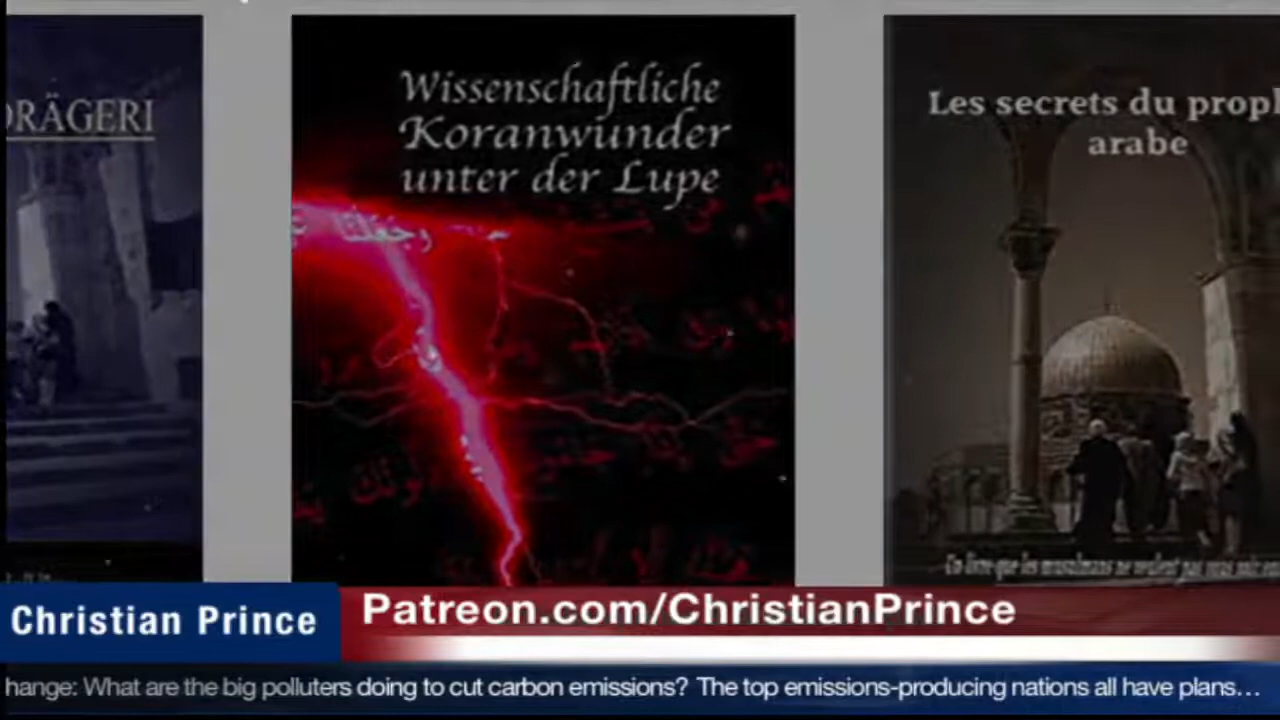 DRÄGERI
Wissenschaftliche
Koranwunder
unter der Lupe
Les secrets du proph
arabe
Christian Prince
Patreon.com/ChristianPrince
hange: What are the big polluters doing to cut carbon emissions? The top emissions-producing nations all have plans…